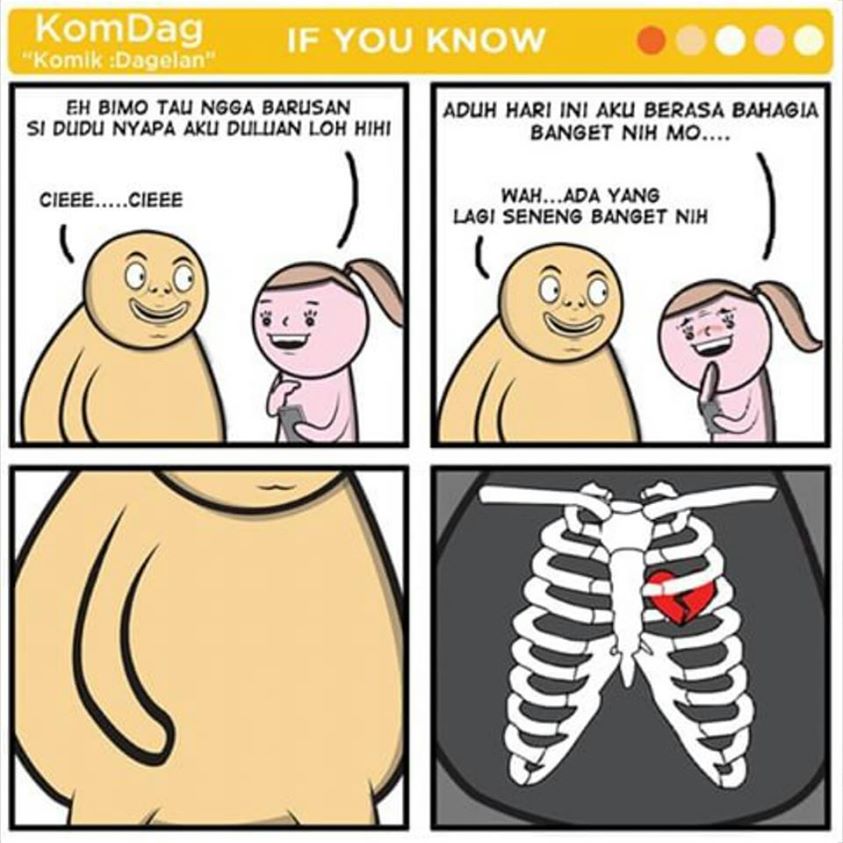 KomDag
"Komik :Dagelan"
IF YOU KNOW
EH BIMO TAU NGGA BARUSAN
SI DUDU NYAPA AKU DULUAN LOH HIHI
CIEEE.....CIEEE
ADUH HARI INI AKU BERASA BAHAGIA
BANGET NIH MO....
WAH...ADA YANG
LAGI SENENG BANGET NIH